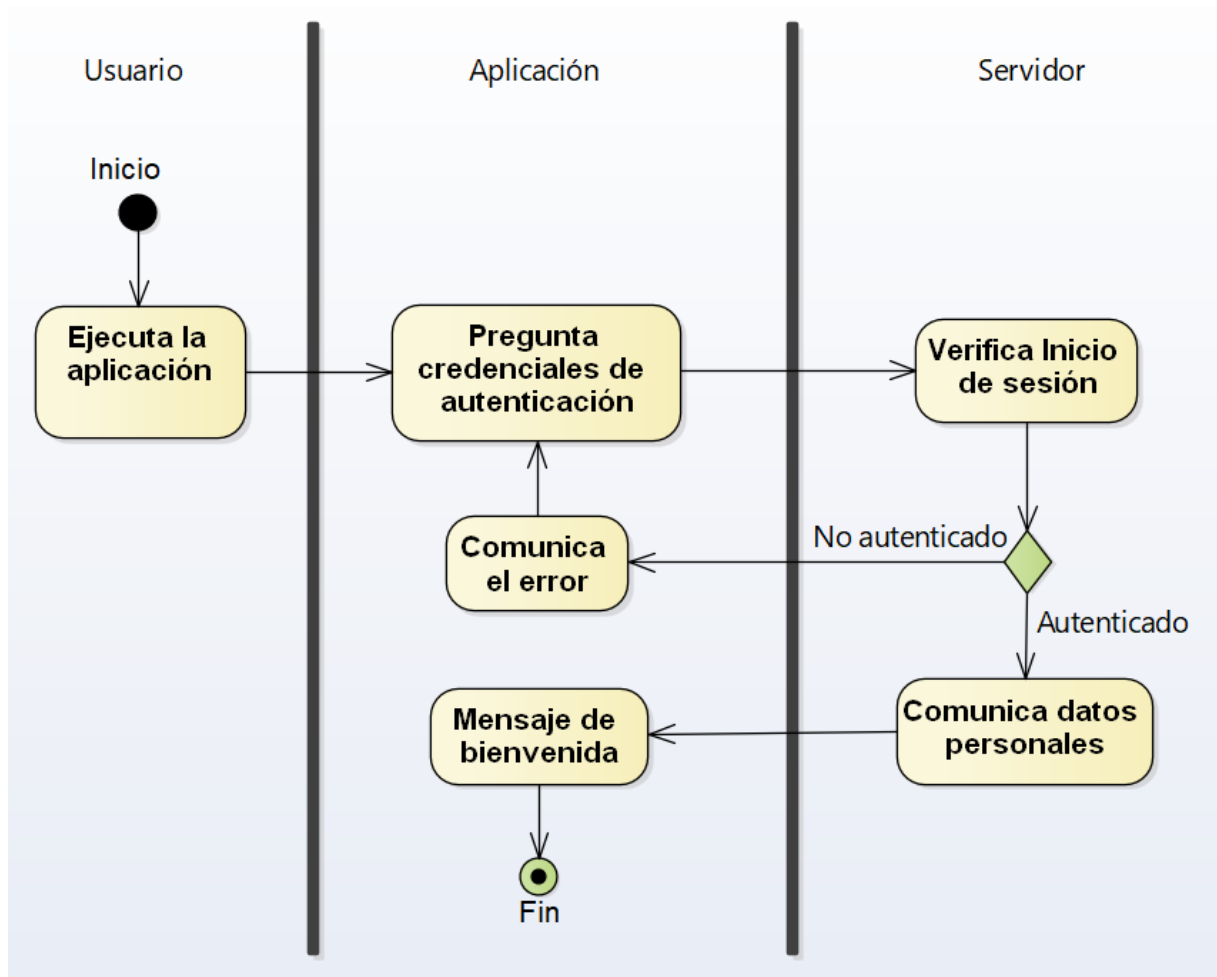 Usuario
Aplicación
Servidor
Inicio
Ejecuta la
aplicación
Pregunta
credenciales de
autenticación
Verifica Inicio
de sesión
No autenticado
Comunica
el error
Autenticado
Mensaje de
bienvenida
Comunica datos
personales
Fin